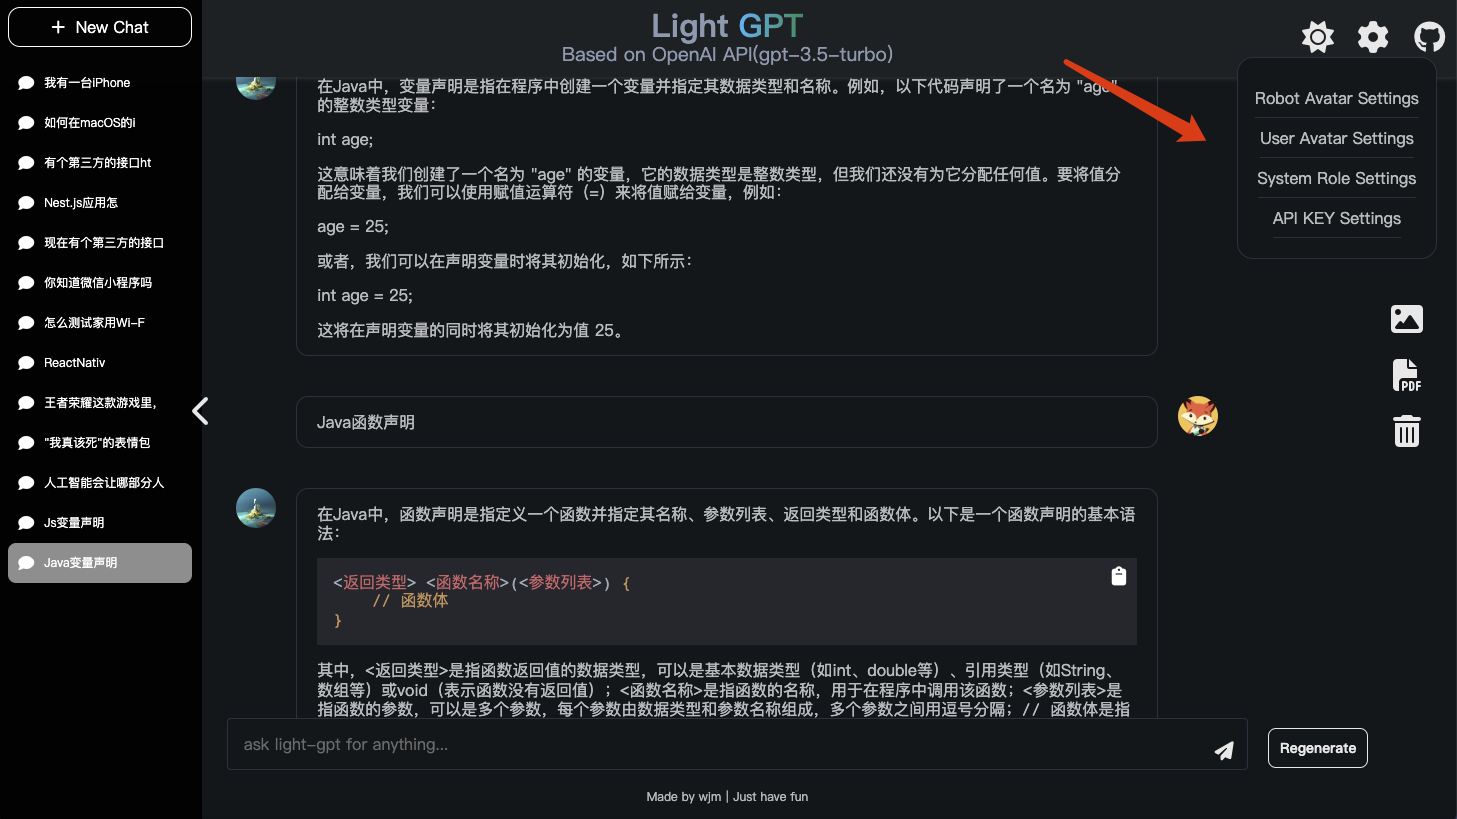 New Chat
我有一台iPhone
如何在macOS的i
有个第三方的接口ht
Nest.js应用怎
现在有个第三方的接口
你知道微信小程序吗
怎么测试家用Wi-F
ReactNativ
王者荣耀这款游戏里，
"我真该死"的表情包
人工智能会让哪部分人
Js变量声明
Java变量声明
Light GPT
Based on OpenAI API(gpt-3.5-turbo)
在Java中，变量声明是指在程序中创建一个变量并指定其数据类型和名称。例如，以下代码声明了一个名为 "age"
的整数类型变量：
int age;
这意味着我们创建了一个名为 "age" 的变量，它的数据类型是整数类型，但我们还没有为它分配任何值。要将值分
配给变量，我们可以使用赋值运算符（=）来将值赋给变量，例如：
age = 25;
或者，我们可以在声明变量时将其初始化，如下所示：
int age = 25;
这将在声明变量的同时将其初始化为值 25。
Java函数声明
在Java中，函数声明是指定义一个函数并指定其名称、参数列表、返回类型和函数体。以下是一个函数声明的基本语
法：
<返回类型> <函数名称>(<参数列表>) {
// 函数体
}
其中，<返回类型>是指函数返回值的数据类型，可以是基本数据类型（如int、double等）、引用类型（如String、
数组等）或void（表示函数没有返回值）；<函数名称>是指函数的名称，用于在程序中调用该函数；<参数列表>是
指函数的参数，可以是多个参数，每个参数由数据类型和参数名称组成，多个参数之间用逗号分隔；// 函数体是指
ask light-gpt for anything...
Regenerate
Made by wjm | Just have fun
Robot Avatar Settings
User Avatar Settings
System Role Settings
API KEY Settings
PDF